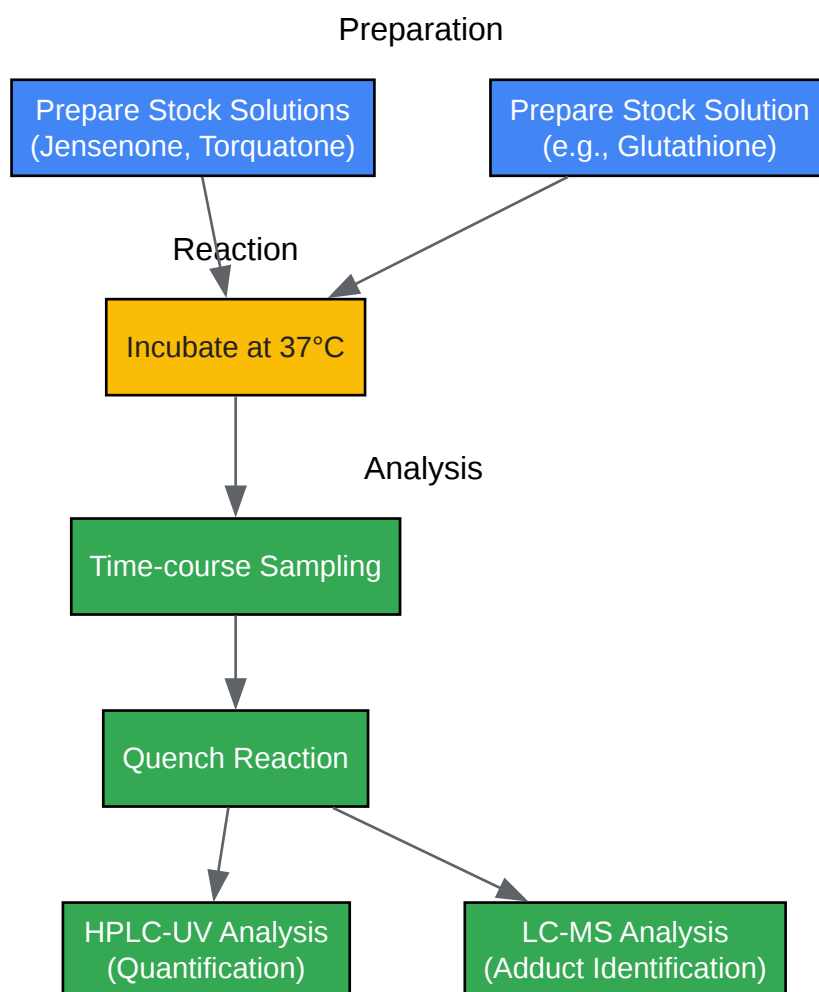 Preparation
Prepare Stock Solutions
(Jensenone, Torquatone)
Prepare Stock Solution
(e.g., Glutathione)
Reaction
Incubate at 37°C
Analysis
Time-course Sampling
Quench Reaction
HPLC-UV Analysis
(Quantification)
LC-MS Analysis
(Adduct Identification)